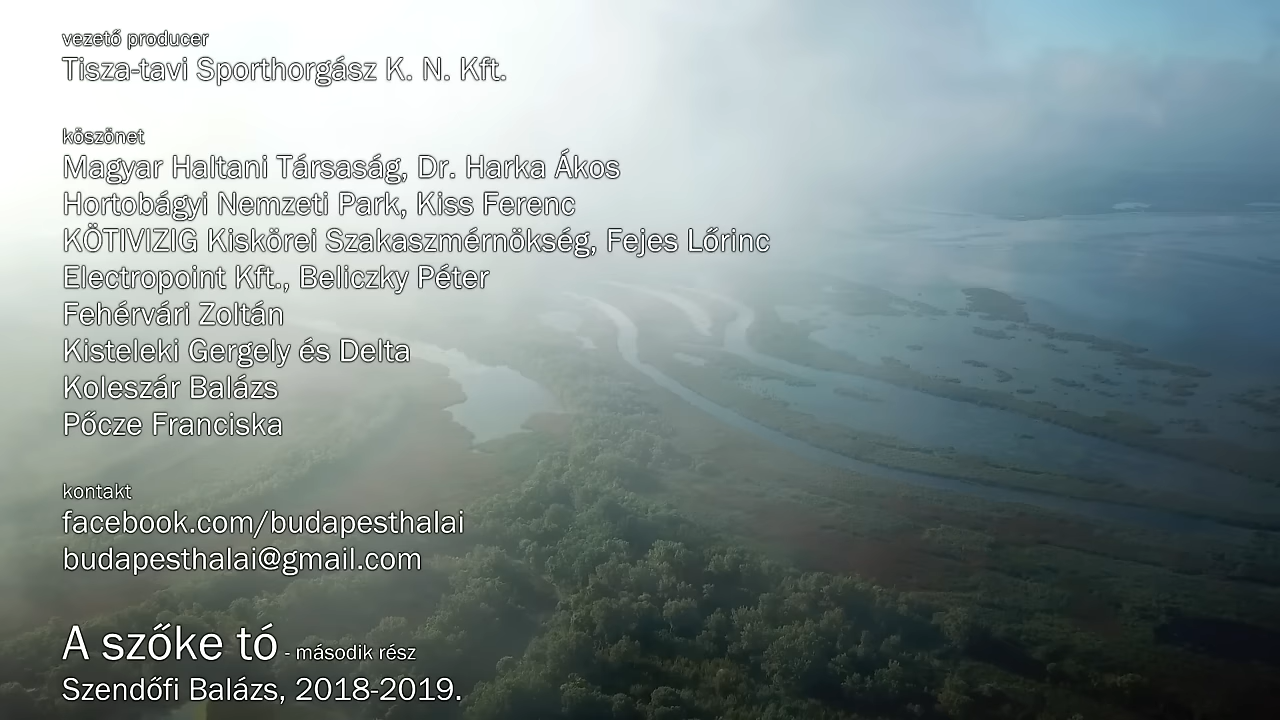 vezető producer
Tisza-tavi Sporthorgász K. N. Kft.
köszönet
Magyar Haltani Társaság, Dr. Harka Ákos
Hortobágyi Nemzeti Park, Kiss Ferenc
KÖTIVIZIG Kiskörei Szakaszmérnökség, Fejes Lőrinc
Electropoint Kft., Beliczky Péter
Fehérvári Zoltán
Kisteleki Gergely és Delta
Koleszár Balázs
Pőcze Franciska
kontakt
facebook.com/budapesthalai
budapesthalai@gmail.com
A szőke tó - második rész
Szendőfi Balázs, 2018-2019.